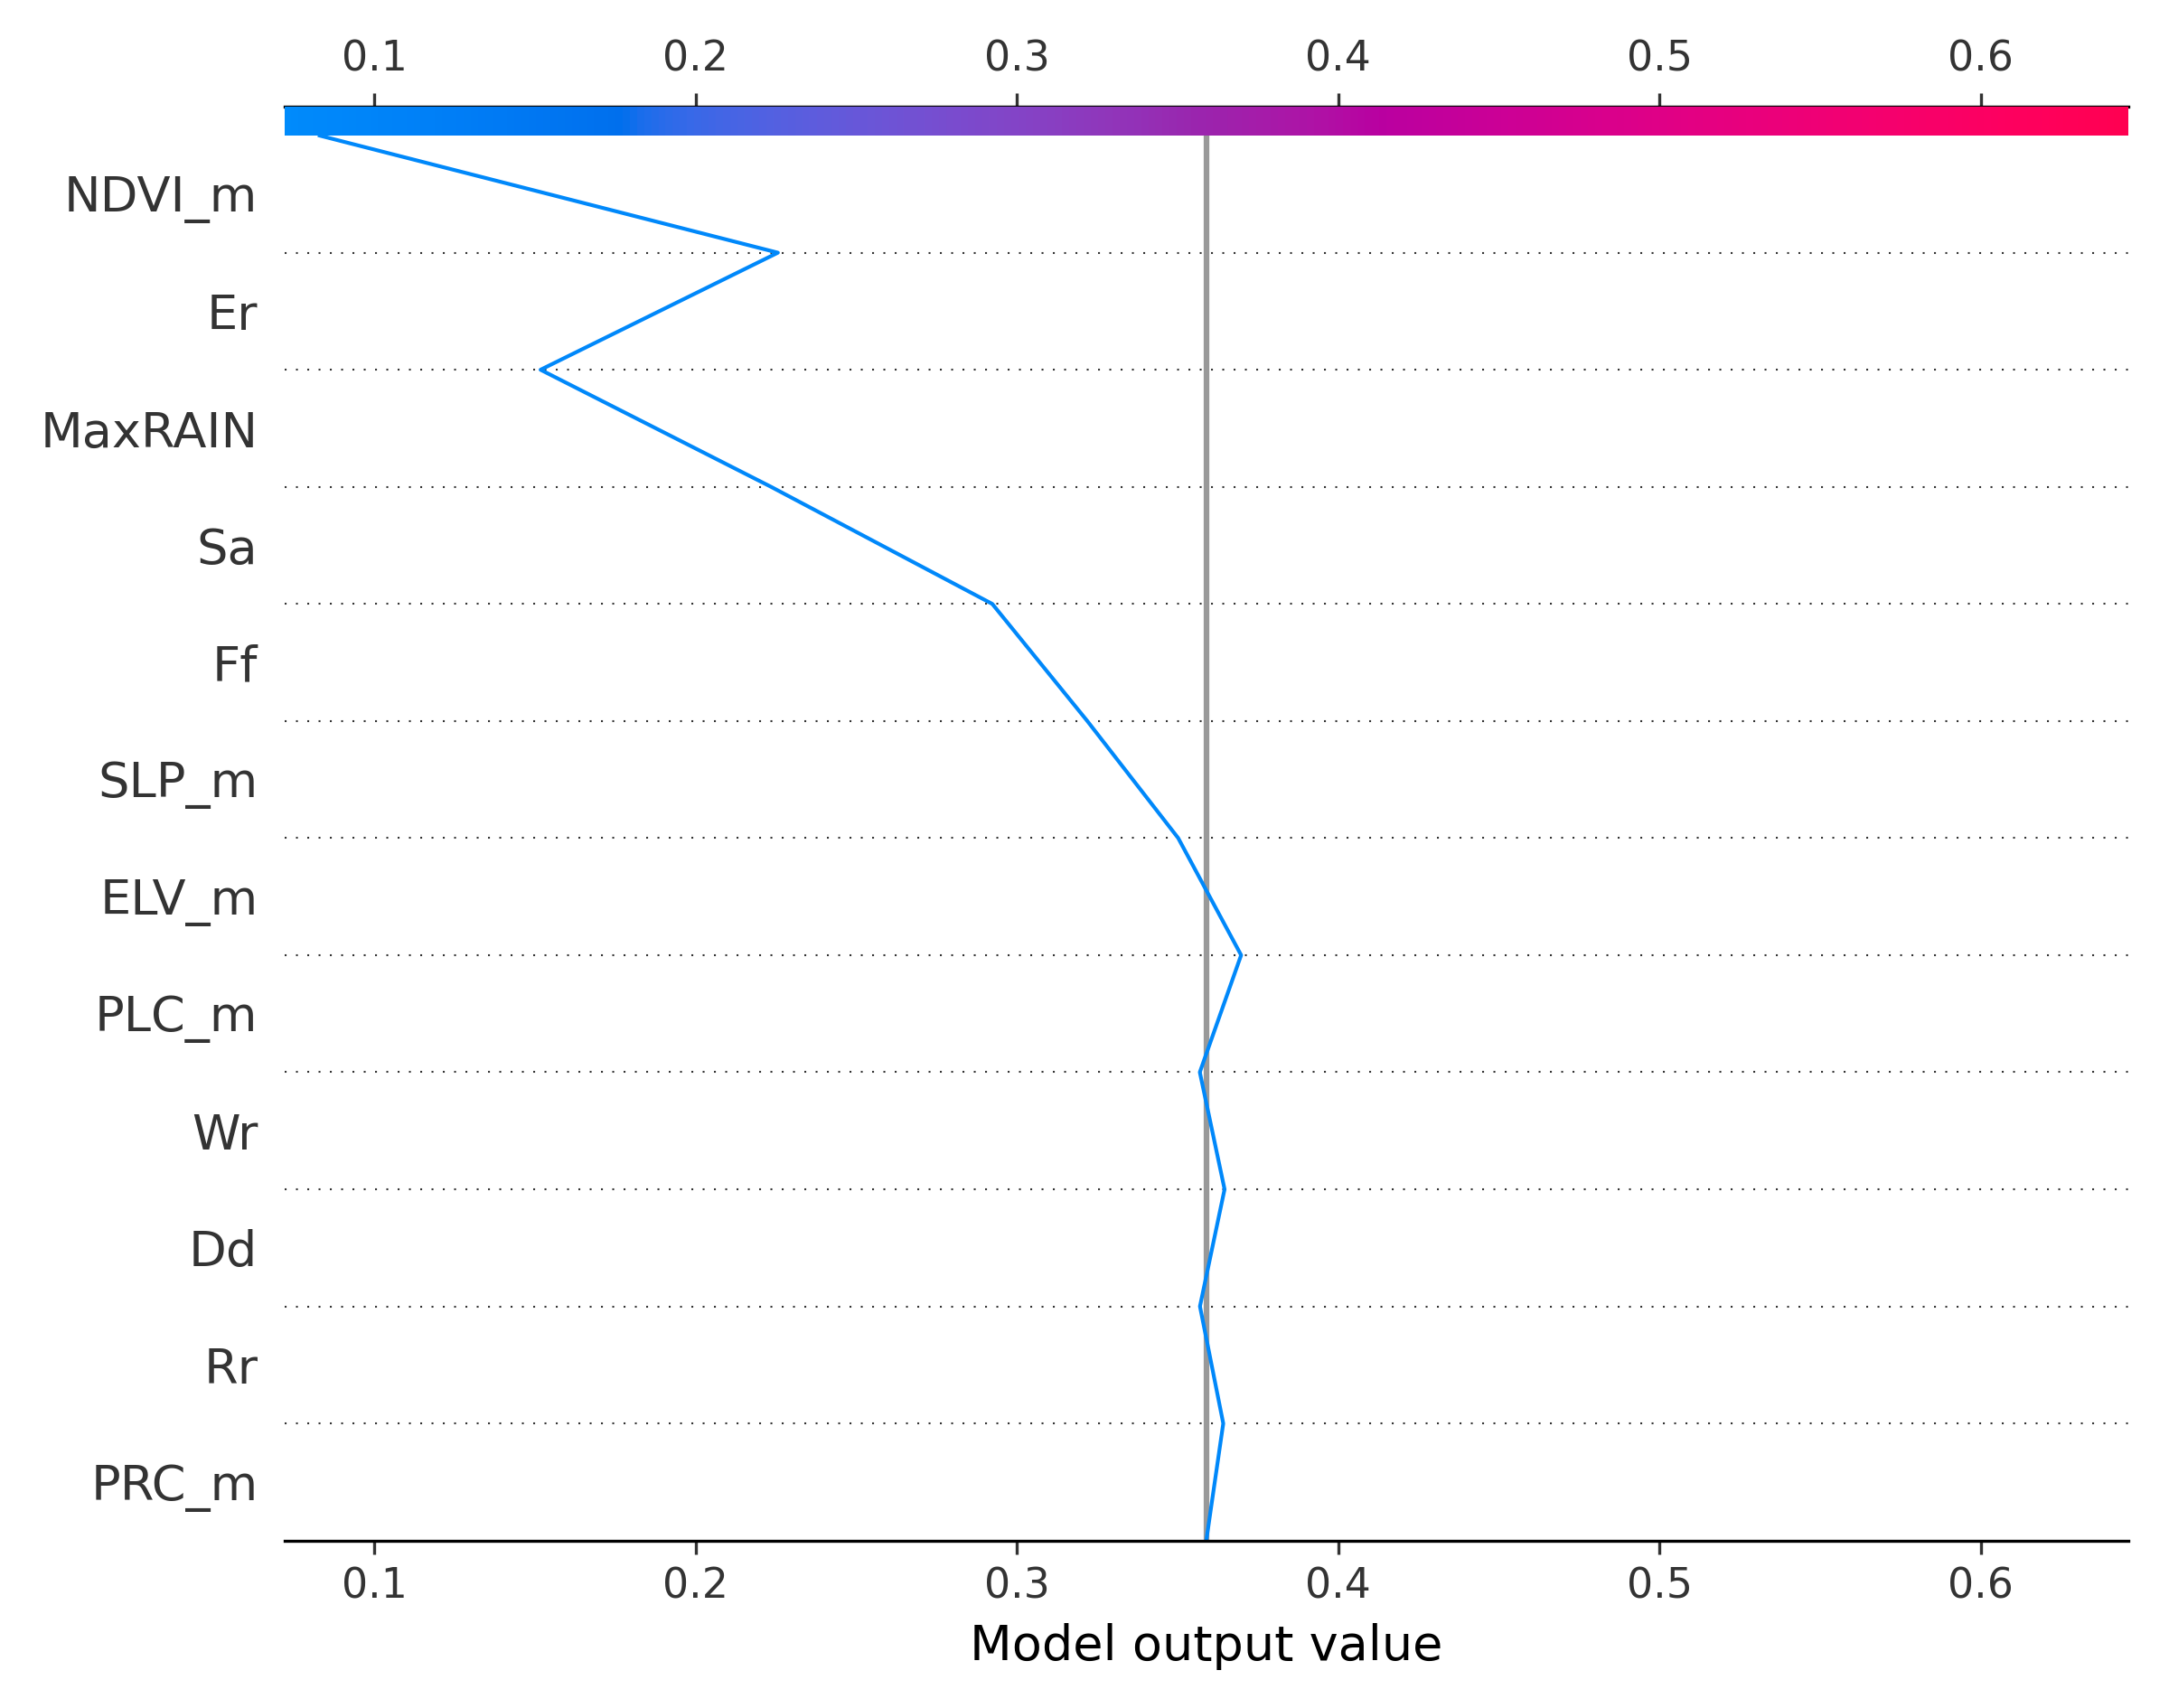 0.1 0.2 0.3 0.4 0.5 0.6
NDVI_m
Er
MaxRAIN
Sa
Ff
SLP_m
ELV_m
PLC_m
Wr
Dd
Rr
PRC_m
0.1 0.2 0.3 0.4 0.5 0.6
Model output value